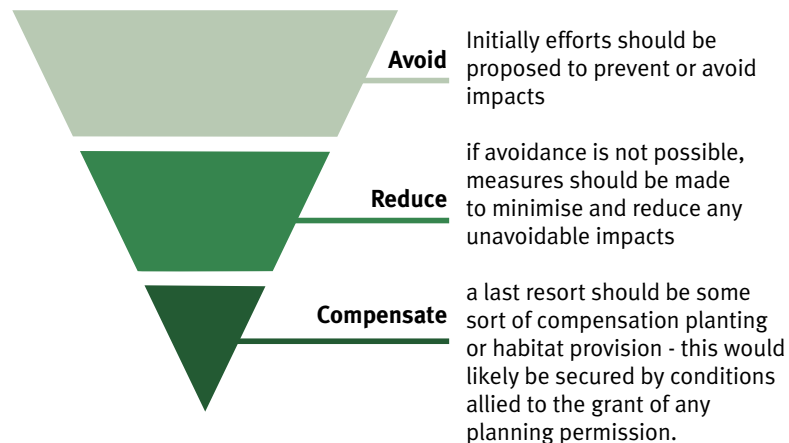 Avoid
Initially efforts should be
proposed to prevent or avoid
impacts
Reduce
if avoidance is not possible,
measures should be made
to minimise and reduce any
unavoidable impacts
Compensate
a last resort should be some
sort of compensation planting
or habitat provision - this would
likely be secured by conditions
allied to the grant of any
planning permission.